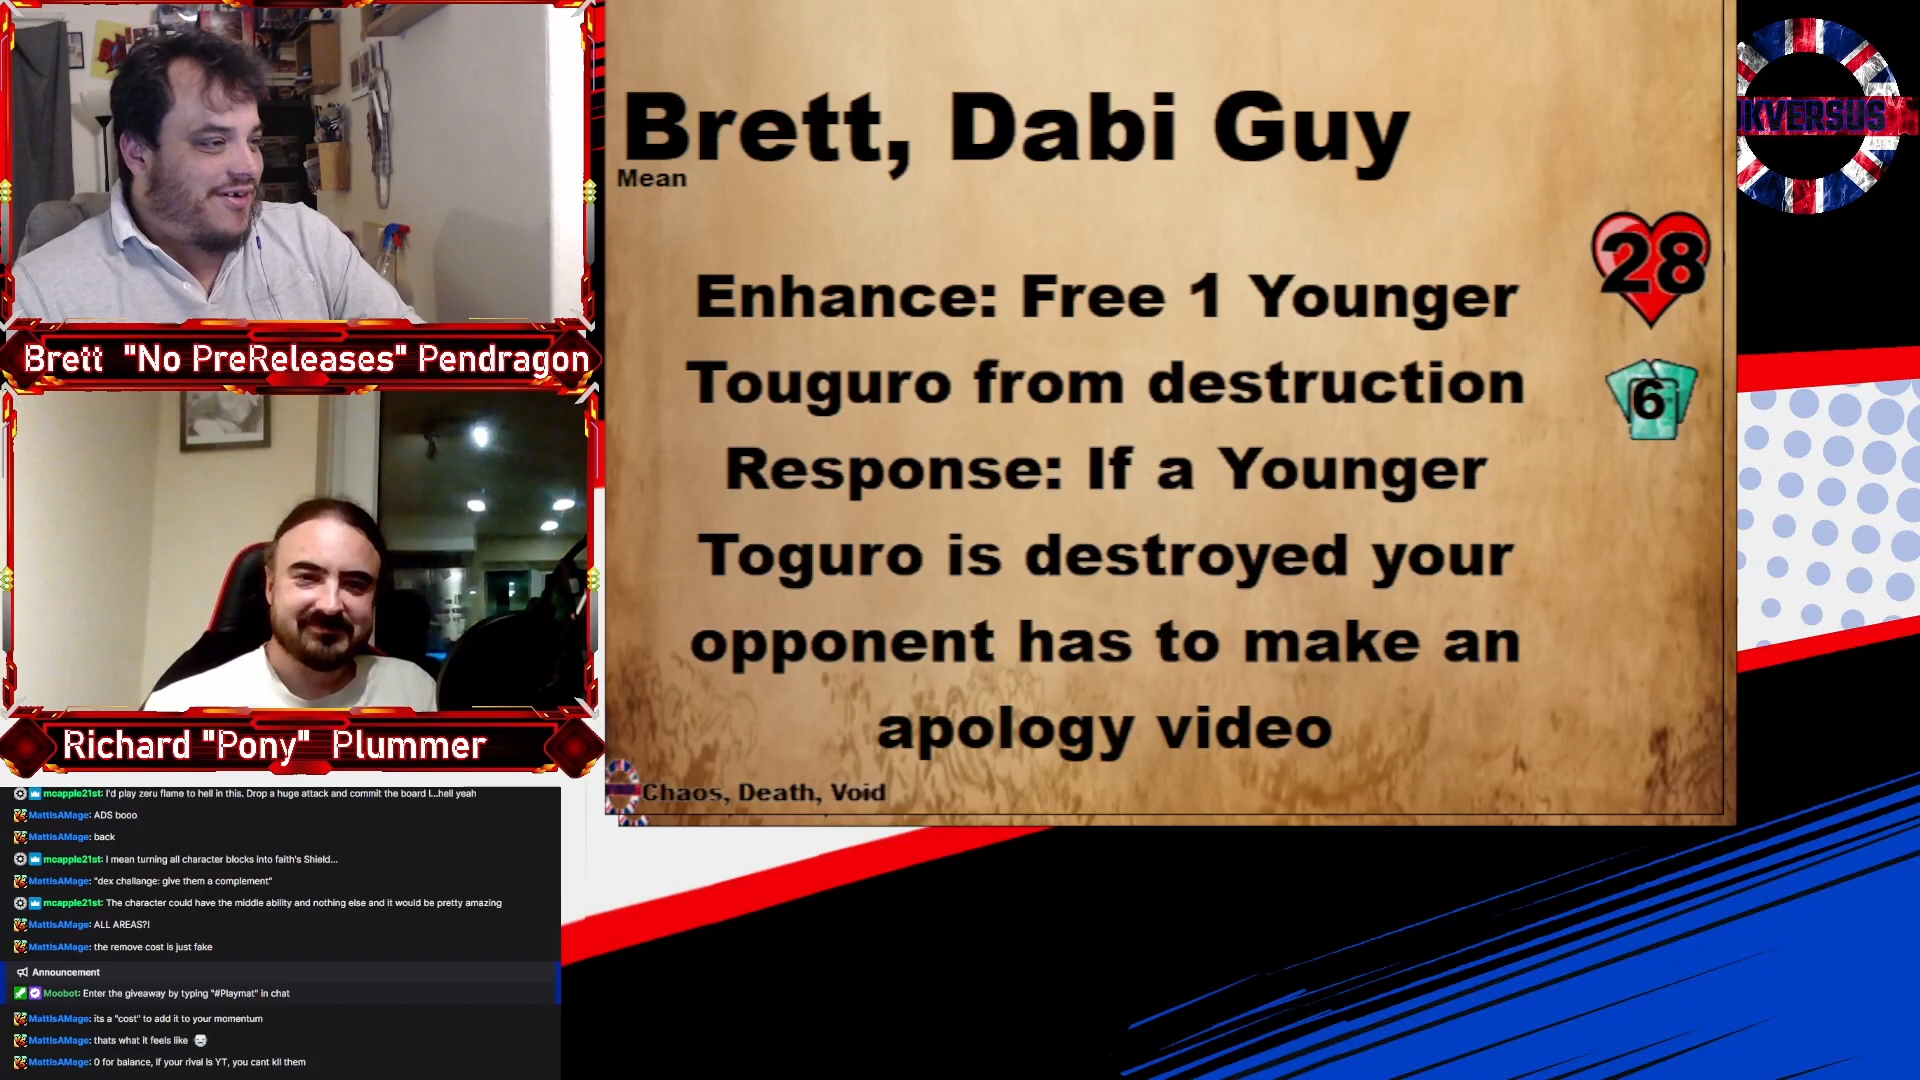 Brett "No PreReleases" Pendragon
Richard "Pony" Plummer
mcapple21st: I'd play zeru flame to hell in this. Drop a huge attack and commit the board I...hell yeah
MattIsAMage: ADS booo
MattIsAMage: back
mcapple21st: I mean turning all character blocks into faith's Shield...
MattIsAMage: "dex challange: give them a complement"
mcapple21st: The character could have the middle ability and nothing else and it would be pretty amazing
MattIsAMage: ALL AREAS?!
MattIsAMage: the remove cost is just fake
Announcement
Moobot: Enter the giveaway by typing "#Playmat" in chat
MattIsAMage: its a "cost" to add it to your momentum
MattIsAMage: thats what it feels like
MattIsAMage: 0 for balance, if your rival is YT, you cant kll them
Brett, Dabi Guy
Mean
28
6
Enhance: Free 1 Younger
Touguro from destruction
Response: If a Younger
Toguro is destroyed your
opponent has to make an
apology video
Chaos, Death, Void
KVERSUS